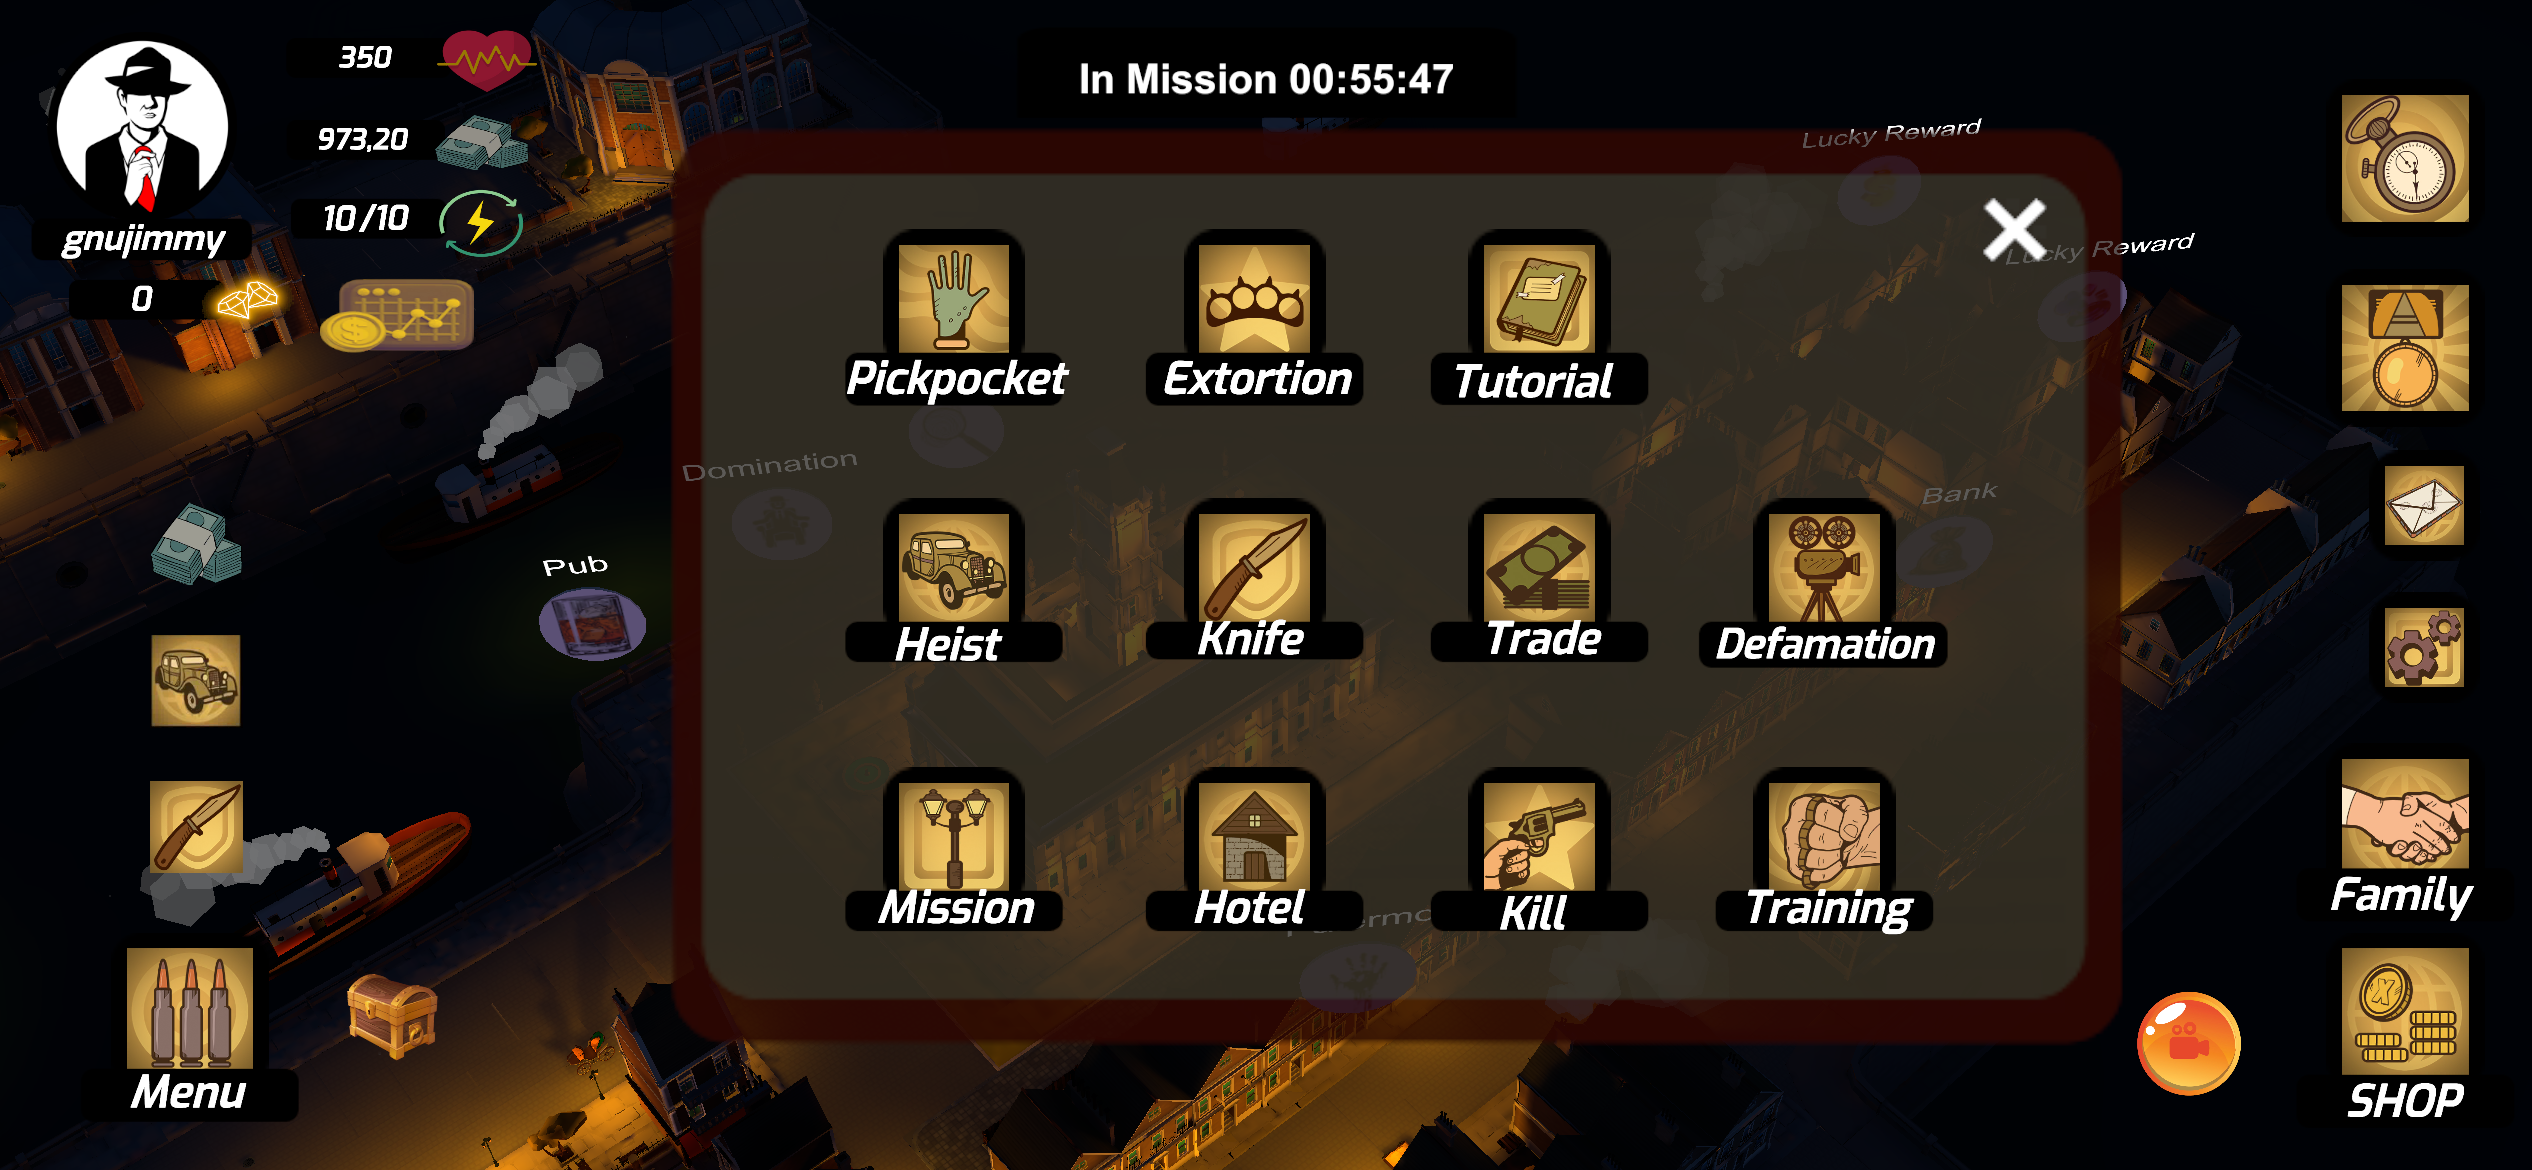 350
In Mission 00:55:47
973,20
Lucky Reward
10/10
gnujimmy
Lucky Reward
0
Pickpocket
Extortion
Tutorial
Domination
Bank
Pub
Heist
Knife
Trade
Defamation
Mission
Hotel
Kill
Training
Family
Menu
SHOP